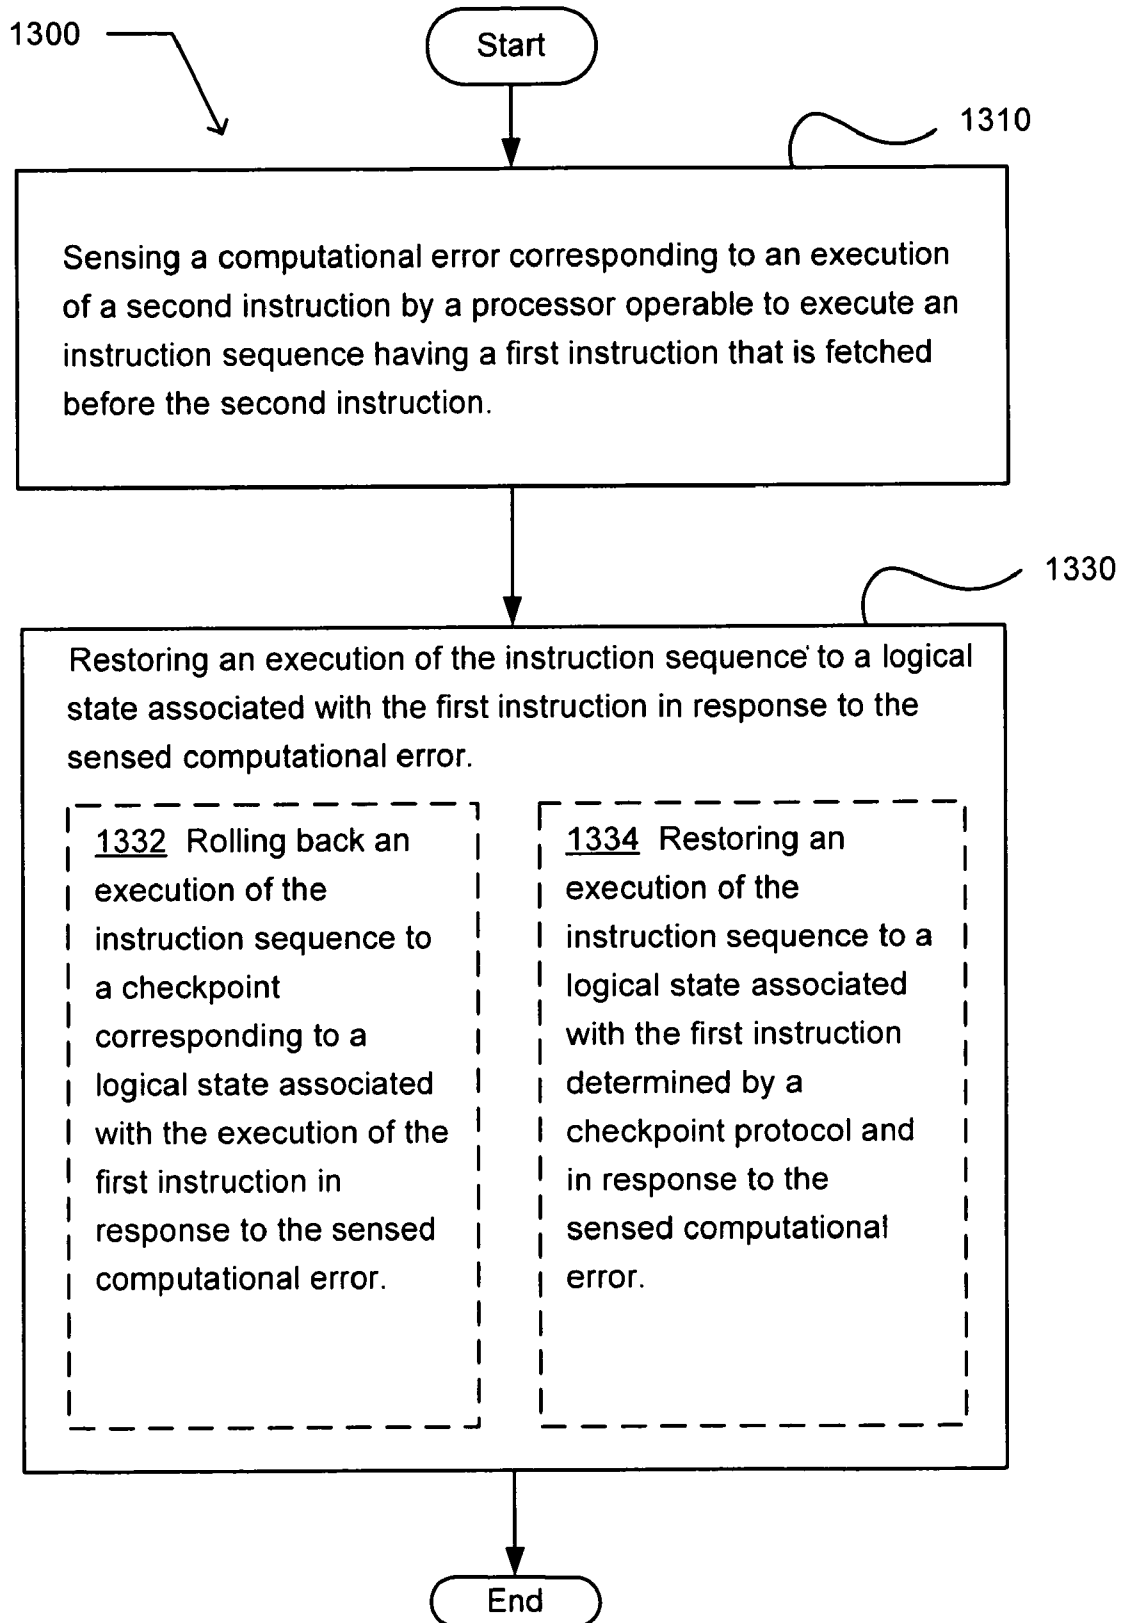 1300
Start
1310
Sensing a computational error corresponding to an execution
of a second instruction by a processor operable to execute an
instruction sequence having a first instruction that is fetched
before the second instruction.
1330
Restoring an execution of the instruction sequence to a logical
state associated with the first instruction in response to the
sensed computational error.
1332 Rolling back an
execution of the
instruction sequence to
a checkpoint
corresponding to a
logical state associated
with the execution of the
first instruction in
response to the sensed
computational error.
1334 Restoring an
execution of the
instruction sequence to a
logical state associated
with the first instruction
determined by a
checkpoint protocol and
in response to the
sensed computational
error.
End